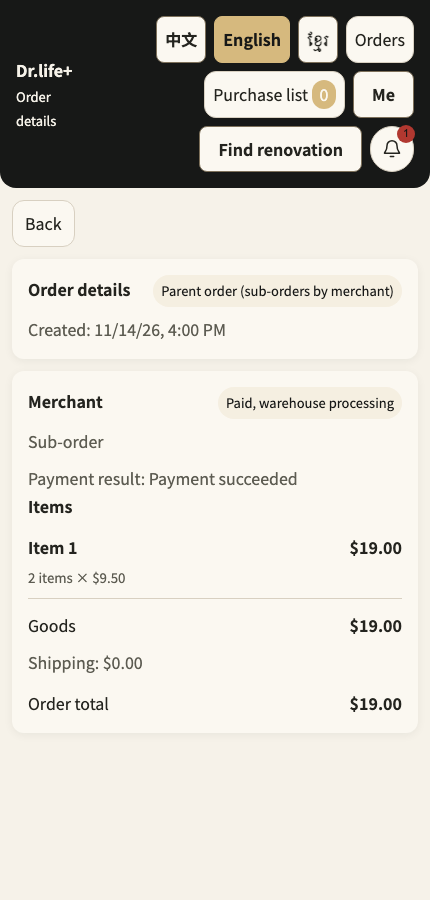 中文
English
ខ្មែរ
Orders
Dr.life+
Order
details
Purchase list 0
Me
Find renovation
1
Back
Order details
Parent order (sub-orders by merchant)
Created: 11/14/26, 4:00 PM
Merchant
Paid, warehouse processing
Sub-order
Payment result: Payment succeeded
Items
Item 1
$19.00
2 items × $9.50
Goods
$19.00
Shipping: $0.00
Order total
$19.00